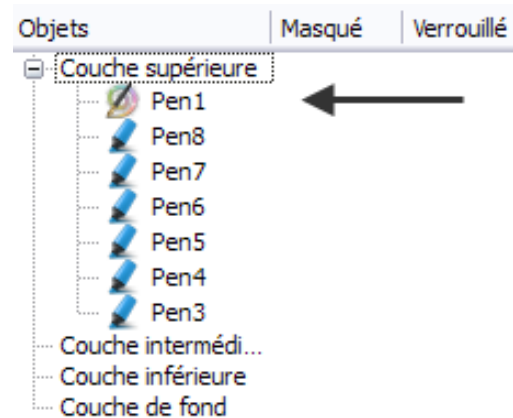 Objets Masqué Verrouillé
Couche supérieure
Pen1
Pen8
Pen7
Pen6
Pen5
Pen4
Pen3
Couche intermédi...
Couche inférieure
Couche de fond